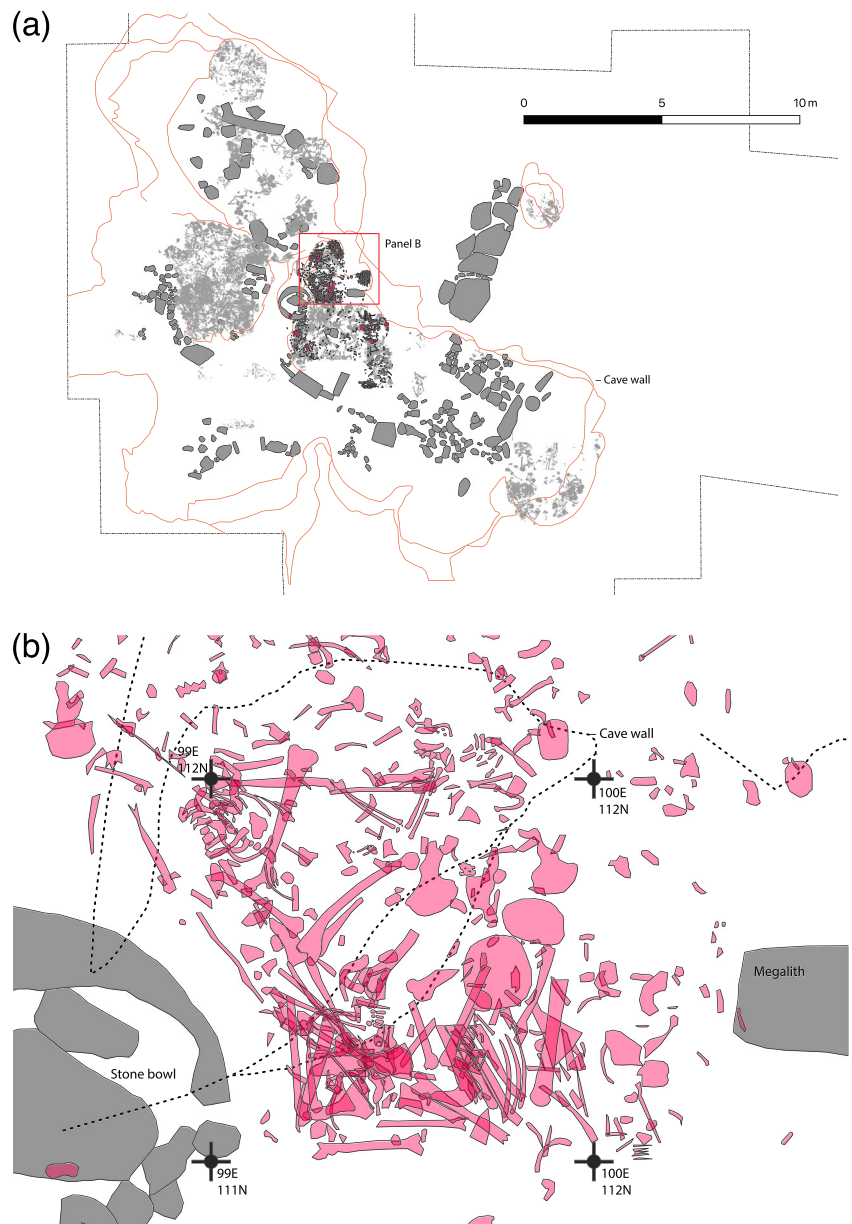 (a)
0
5
10 m
Panel B
Cave wall
(b)
Cave wall
99E
112N
100E
112N
Megalith
Stone bowl
99E
111N
100E
112N